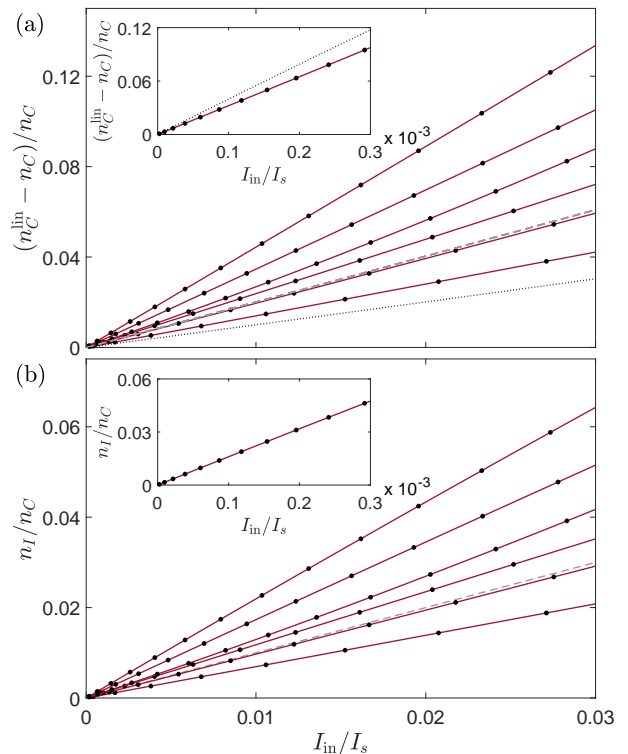 (a)
(n_C^lin − n_C)/n_C
0.12
0.08
0.04
0
(n_C^lin − n_C)/n_C
0.12
0.06
0
0 0.1 0.2 0.3
x 10⁻³
I_in/I_s
(b)
n_I/n_C
0.06
0.04
0.02
0
n_I/n_C
0.06
0.03
0
0 0.1 0.2 0.3
x 10⁻³
I_in/I_s
0 0.01 0.02 0.03
I_in/I_s